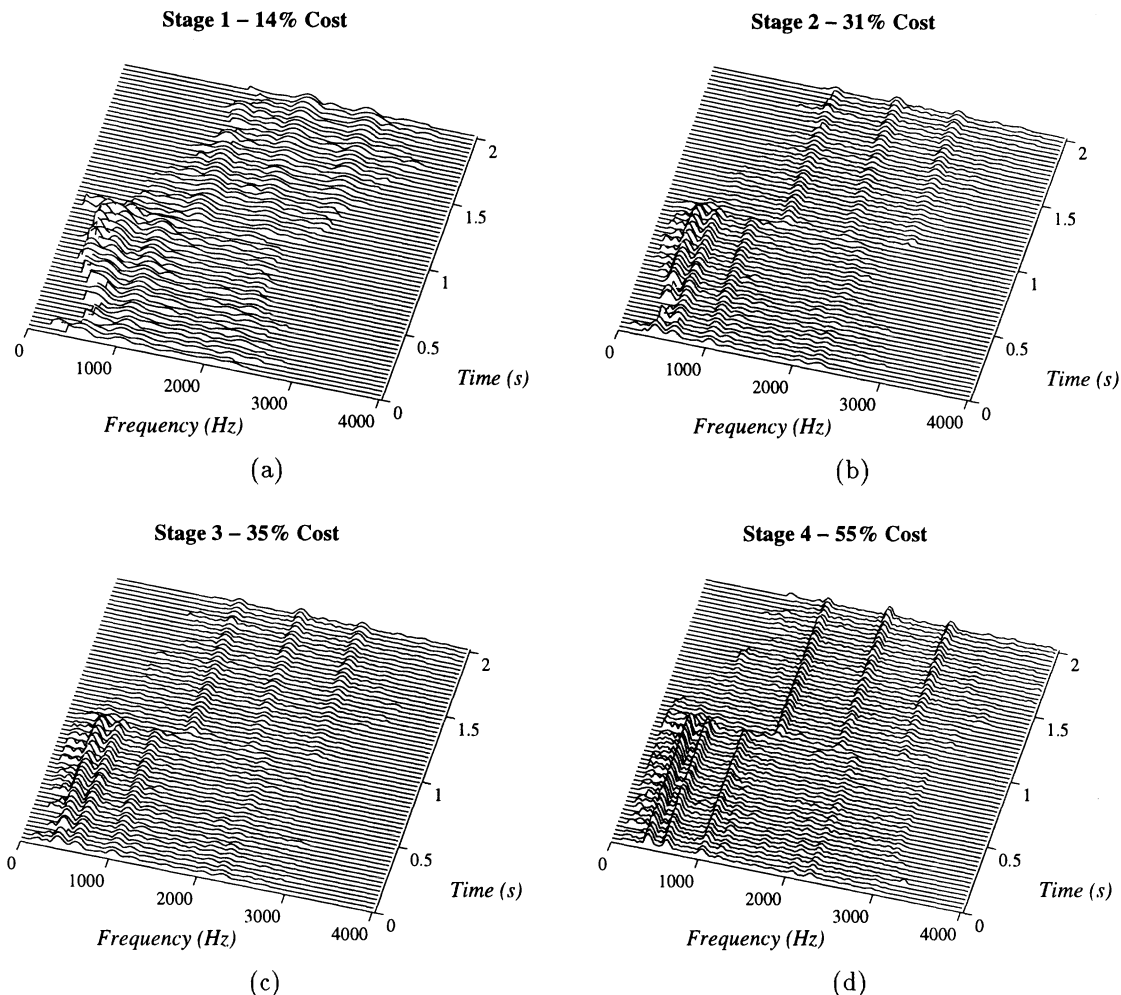 Stage 1 – 14% Cost
2
1.5
1
0.5
0
Time (s)
0
1000
2000
3000
4000
Frequency (Hz)
(a)
Stage 2 – 31% Cost
2
1.5
1
0.5
0
Time (s)
0
1000
2000
3000
4000
Frequency (Hz)
(b)
Stage 3 – 35% Cost
2
1.5
1
0.5
0
Time (s)
0
1000
2000
3000
4000
Frequency (Hz)
(c)
Stage 4 – 55% Cost
2
1.5
1
0.5
0
Time (s)
0
1000
2000
3000
4000
Frequency (Hz)
(d)